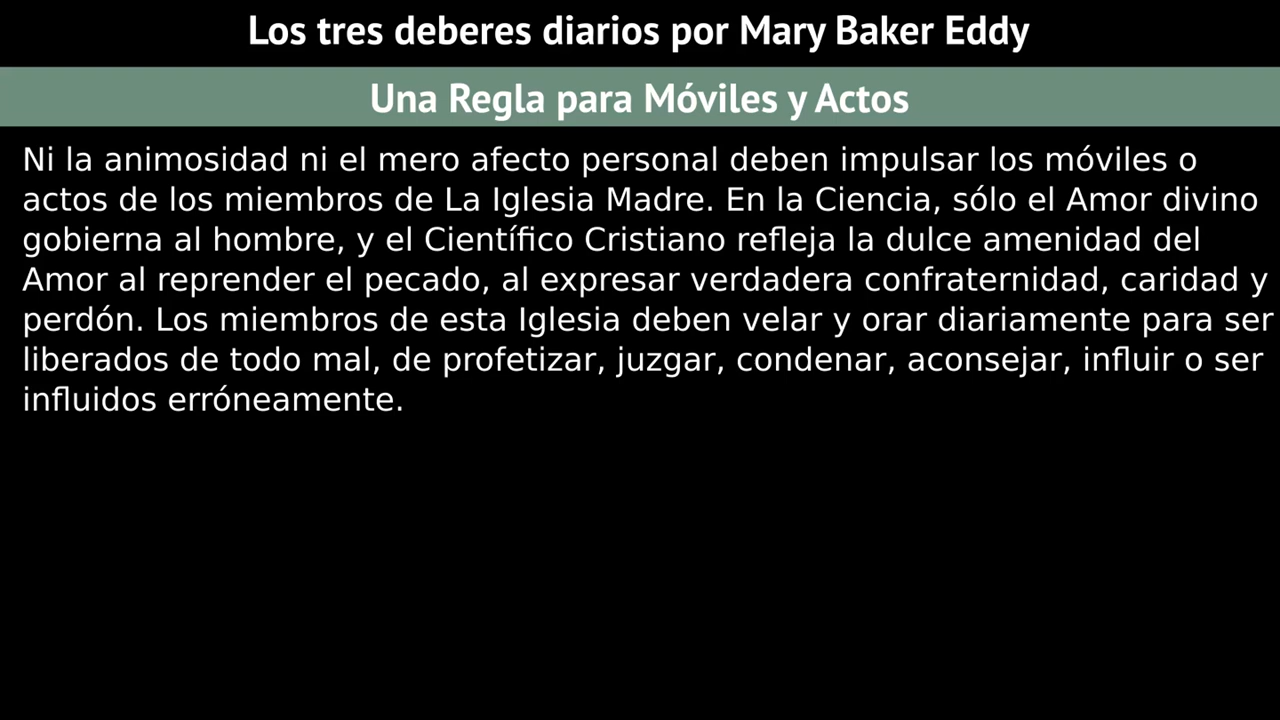 Los tres deberes diarios por Mary Baker Eddy
Una Regla para Móviles y Actos
Ni la animosidad ni el mero afecto personal deben impulsar los móviles o
actos de los miembros de La Iglesia Madre. En la Ciencia, sólo el Amor divino
gobierna al hombre, y el Científico Cristiano refleja la dulce amenidad del
Amor al reprender el pecado, al expresar verdadera confraternidad, caridad y
perdón. Los miembros de esta Iglesia deben velar y orar diariamente para ser
liberados de todo mal, de profetizar, juzgar, condenar, aconsejar, influir o ser
influidos erróneamente.